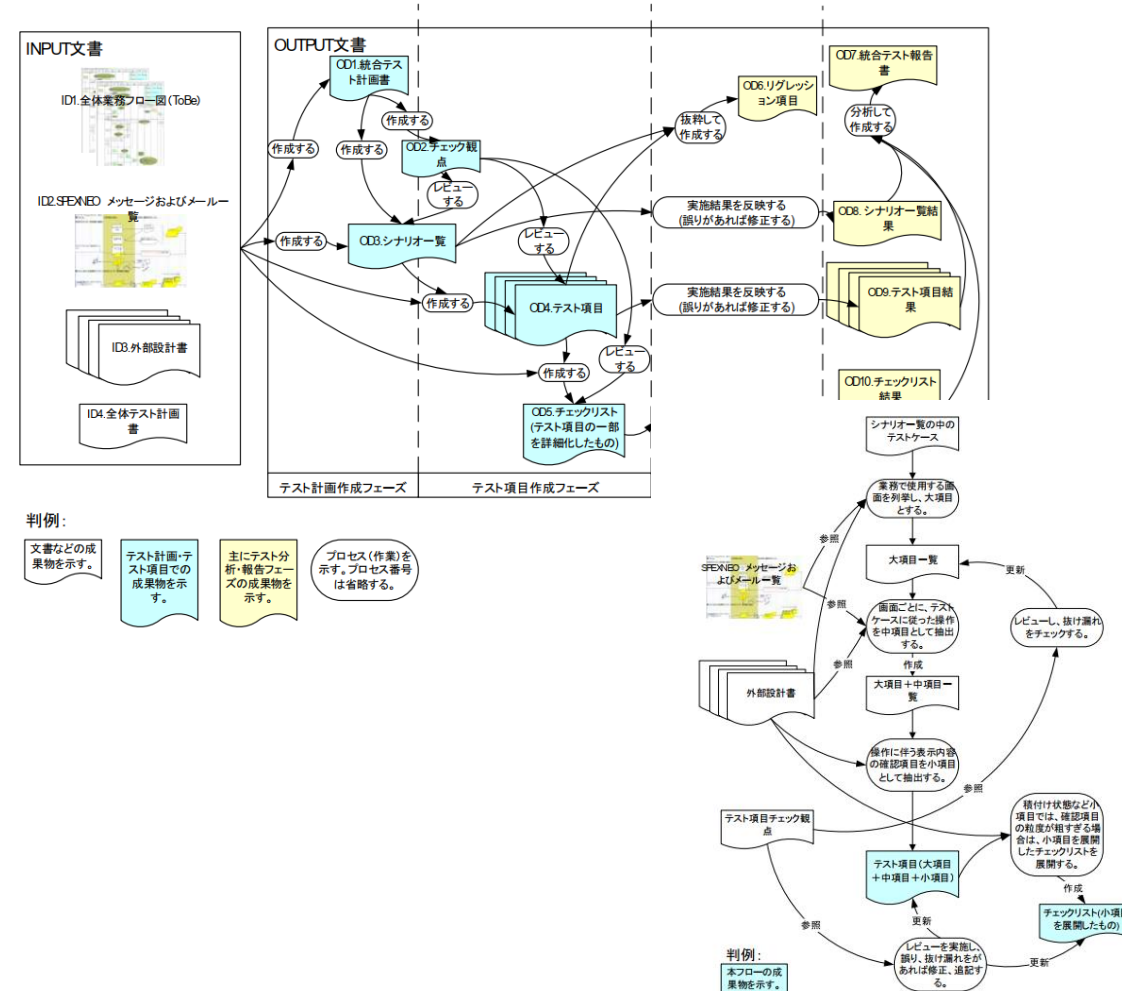 INPUT文書
ID1.全体業務フロー図(ToBe)
ID2.SPEXNEO メッセージおよびメール一
覧
ID3.外部設計書
ID4.全体テスト計画
書
OUTPUT文書
OD1.統合テス
ト計画書
作成する
作成する
作成する
OD2.チェック観
点
レビュー
する
作成する
OD3.シナリオ一覧
レビュー
する
作成する
OD4.テスト項目
作成する
レビュー
する
OD5.チェックリスト
(テスト項目の一部
を詳細化したもの)
抜粋して
作成する
OD6.リグレッシ
ョン項目
OD7.統合テスト報告
書
分析して
作成する
実施結果を反映する
(誤りがあれば修正する)
OD8.シナリオ一覧結
果
実施結果を反映する
(誤りがあれば修正する)
OD9.テスト項目結
果
OD10.チェックリスト
結果
テスト計画作成フェーズ
テスト項目作成フェーズ
判例:
文書などの成
果物を示す。
テスト計画・テ
スト項目での
成果物を示
す。
主にテスト分
析・報告フェー
ズの成果物を
示す。
プロセス(作業)を
示す。プロセス番号
は省略する。
シナリオ一覧の中の
テストケース
業務で使用する画
面を列挙し、大項目
とする。
参照
大項目一覧
更新
SPEXNEO メッセージお
よびメール一覧
参照
画面ごとに、テスト
ケースに従った操作
を中項目として抽出
する。
レビューし、抜け漏れ
をチェックする。
参照
作成
外部設計書
大項目+中項目一
覧
操作に伴う表示内容
の確認項目を小項目
として抽出する。
参照
テスト項目チェック観
点
積付け状態など小
項目では、確認項目
の粒度が粗すぎる場
合は、小項目を展開
したチェックリストを
展開する。
テスト項目(大項目
+中項目+小項目)
作成
チェックリスト(小項目
を展開したもの)
参照
更新
レビューを実施し、
誤り、抜け漏れをが
あれば修正、追記す
る。
更新
判例:
本フローの成
果物を示す。